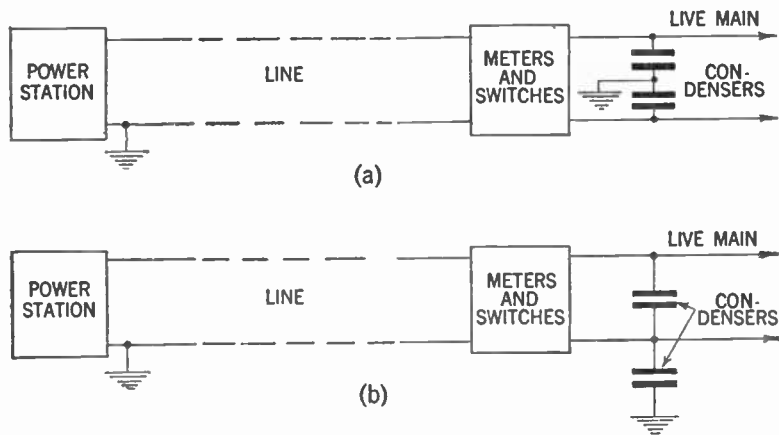 LIVE MAIN
POWER
STATION
LINE
METERS
AND
SWITCHES
CON-
DENSERS
(a)
LIVE MAIN
POWER
STATION
LINE
METERS
AND
SWITCHES
CON-
DENSERS
(b)